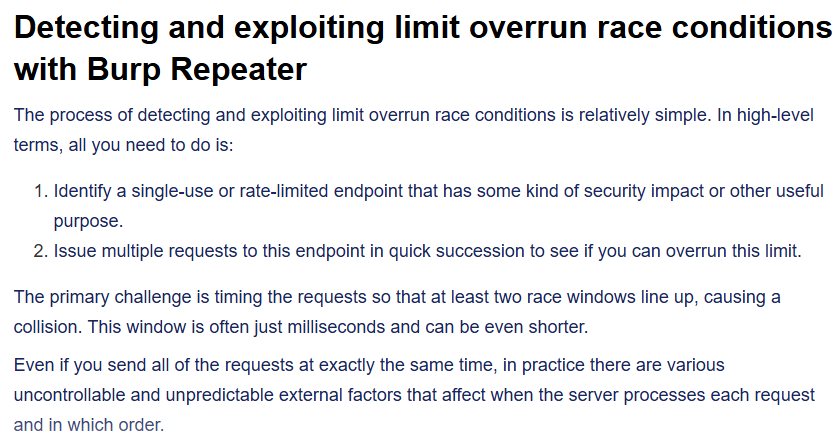 Detecting and exploiting limit overrun race conditions
with Burp Repeater
The process of detecting and exploiting limit overrun race conditions is relatively simple. In high-level
terms, all you need to do is:
1. Identify a single-use or rate-limited endpoint that has some kind of security impact or other useful
purpose.
2. Issue multiple requests to this endpoint in quick succession to see if you can overrun this limit.
The primary challenge is timing the requests so that at least two race windows line up, causing a
collision. This window is often just milliseconds and can be even shorter.
Even if you send all of the requests at exactly the same time, in practice there are various
uncontrollable and unpredictable external factors that affect when the server processes each request
and in which order.